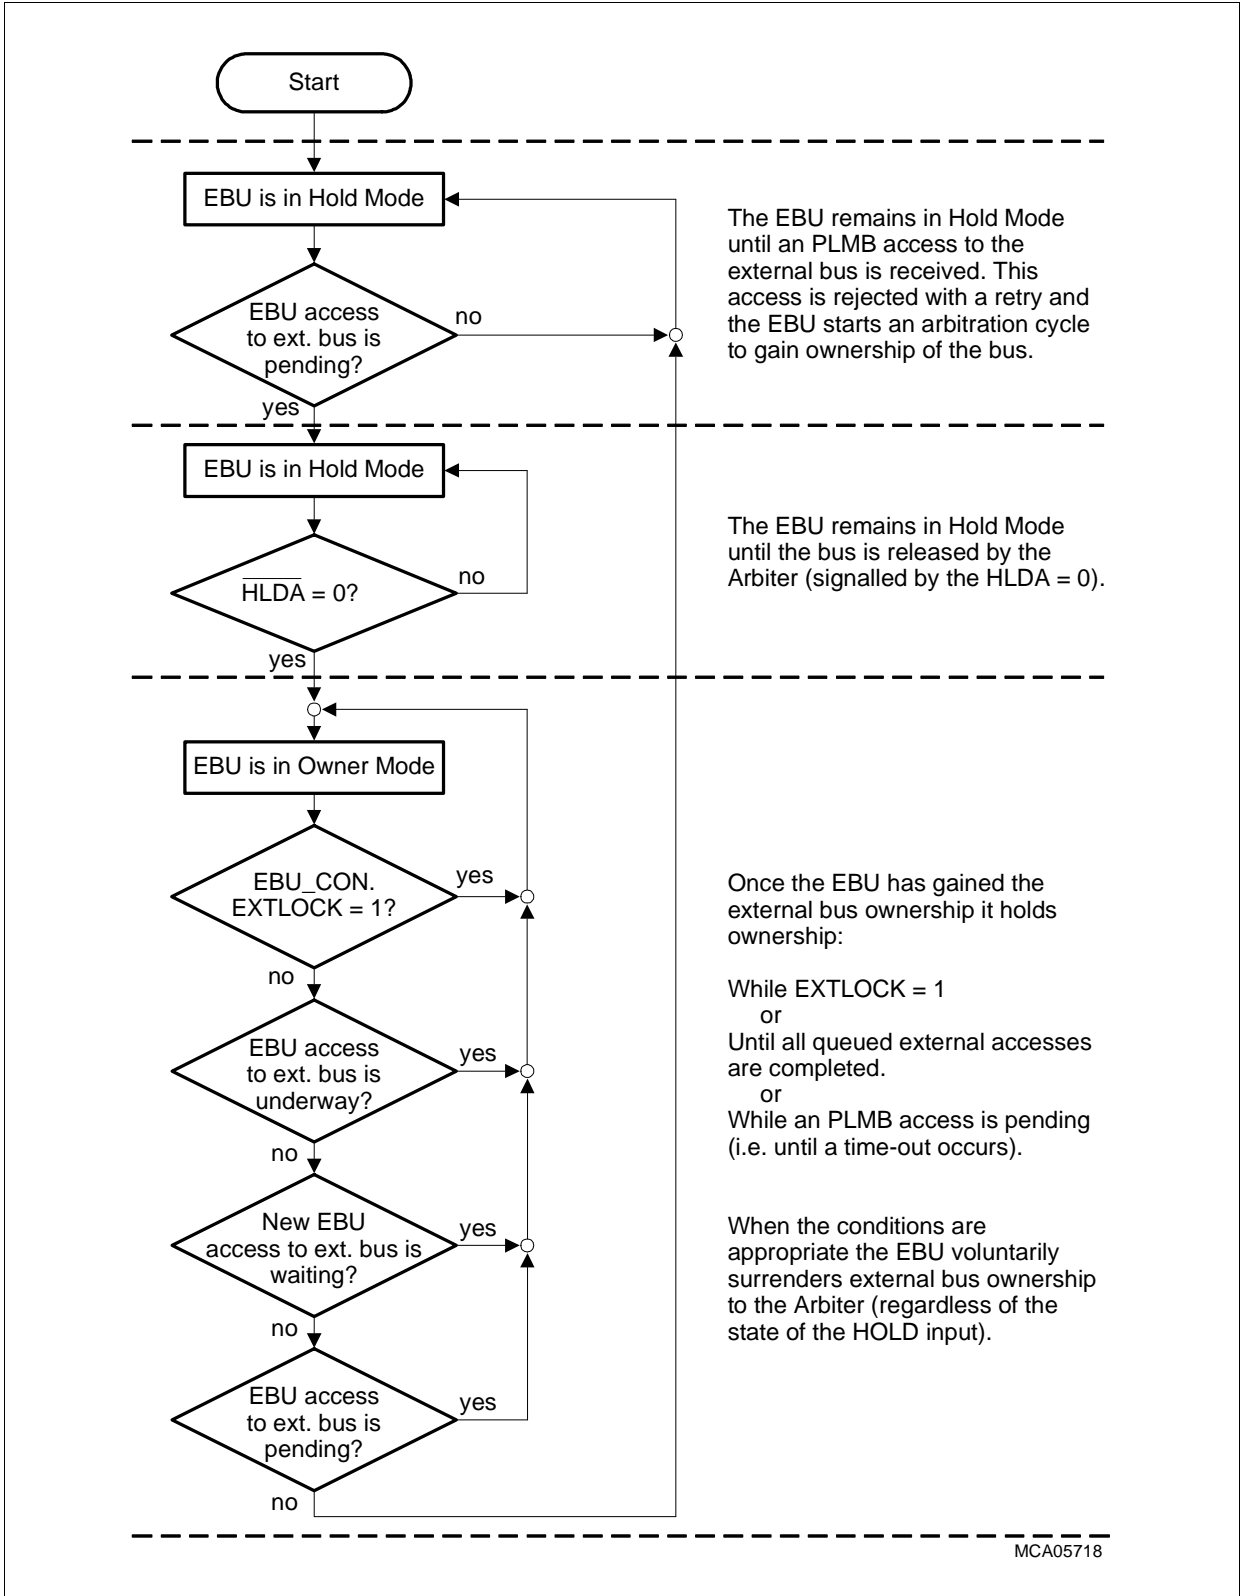 Start
EBU is in Hold Mode
The EBU remains in Hold Mode
until an PLMB access to the
external bus is received. This
access is rejected with a retry and
the EBU starts an arbitration cycle
to gain ownership of the bus.
EBU access
to ext. bus is
pending?
no
yes
EBU is in Hold Mode
The EBU remains in Hold Mode
until the bus is released by the
Arbiter (signalled by the HLDA = 0).
H̅L̅D̅A̅ = 0?
no
yes
EBU is in Owner Mode
EBU_CON.
EXTLOCK = 1?
yes
no
Once the EBU has gained the
external bus ownership it holds
ownership:
While EXTLOCK = 1
or
Until all queued external accesses
are completed.
or
While an PLMB access is pending
(i.e. until a time-out occurs).
EBU access
to ext. bus is
underway?
yes
no
New EBU
access to ext. bus is
waiting?
yes
no
When the conditions are
appropriate the EBU voluntarily
surrenders external bus ownership
to the Arbiter (regardless of the
state of the HOLD input).
EBU access
to ext. bus is
pending?
yes
no
MCA05718